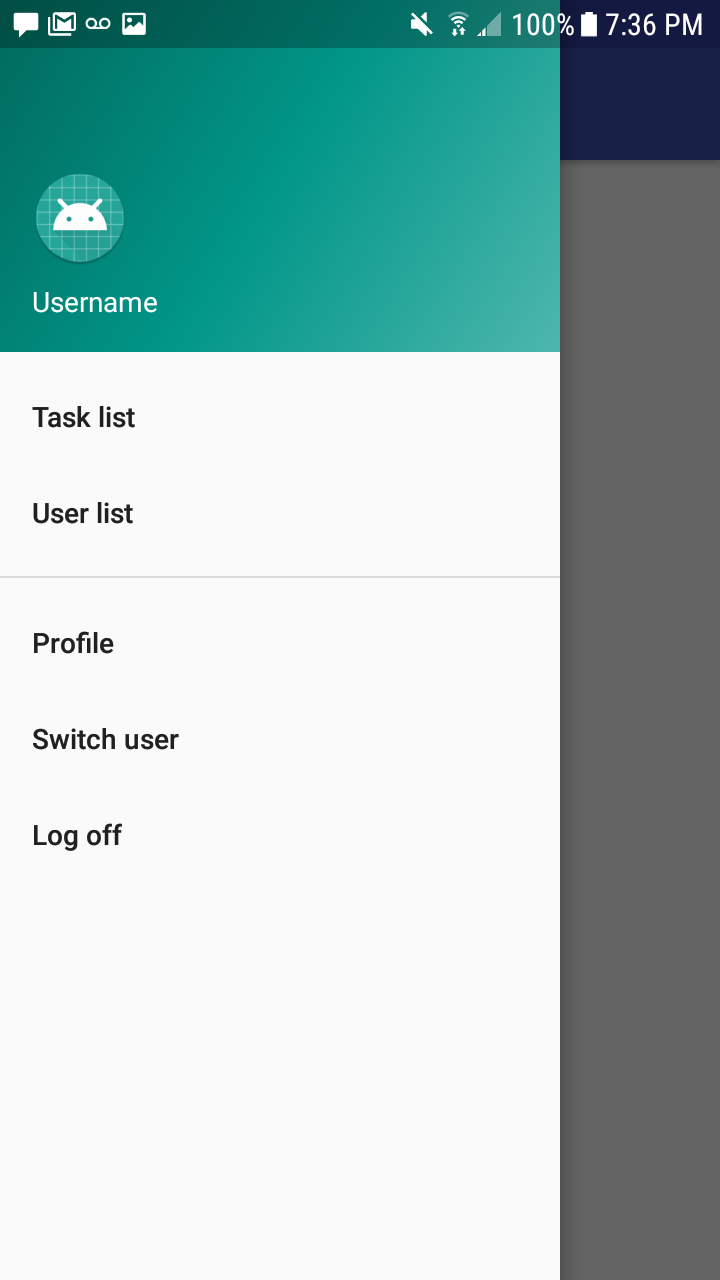 100% 7:36 PM
Username
Task list
User list
Profile
Switch user
Log off